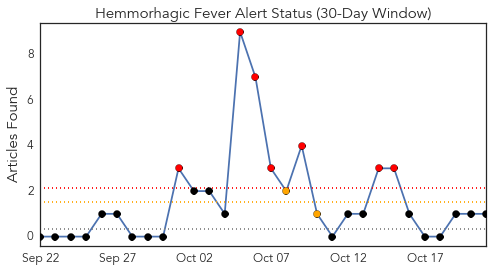 Hemmorhagic Fever Alert Status (30-Day Window)
Articles Found
8
6
4
2
0
Sep 22 Sep 27 Oct 02 Oct 07 Oct 12 Oct 17